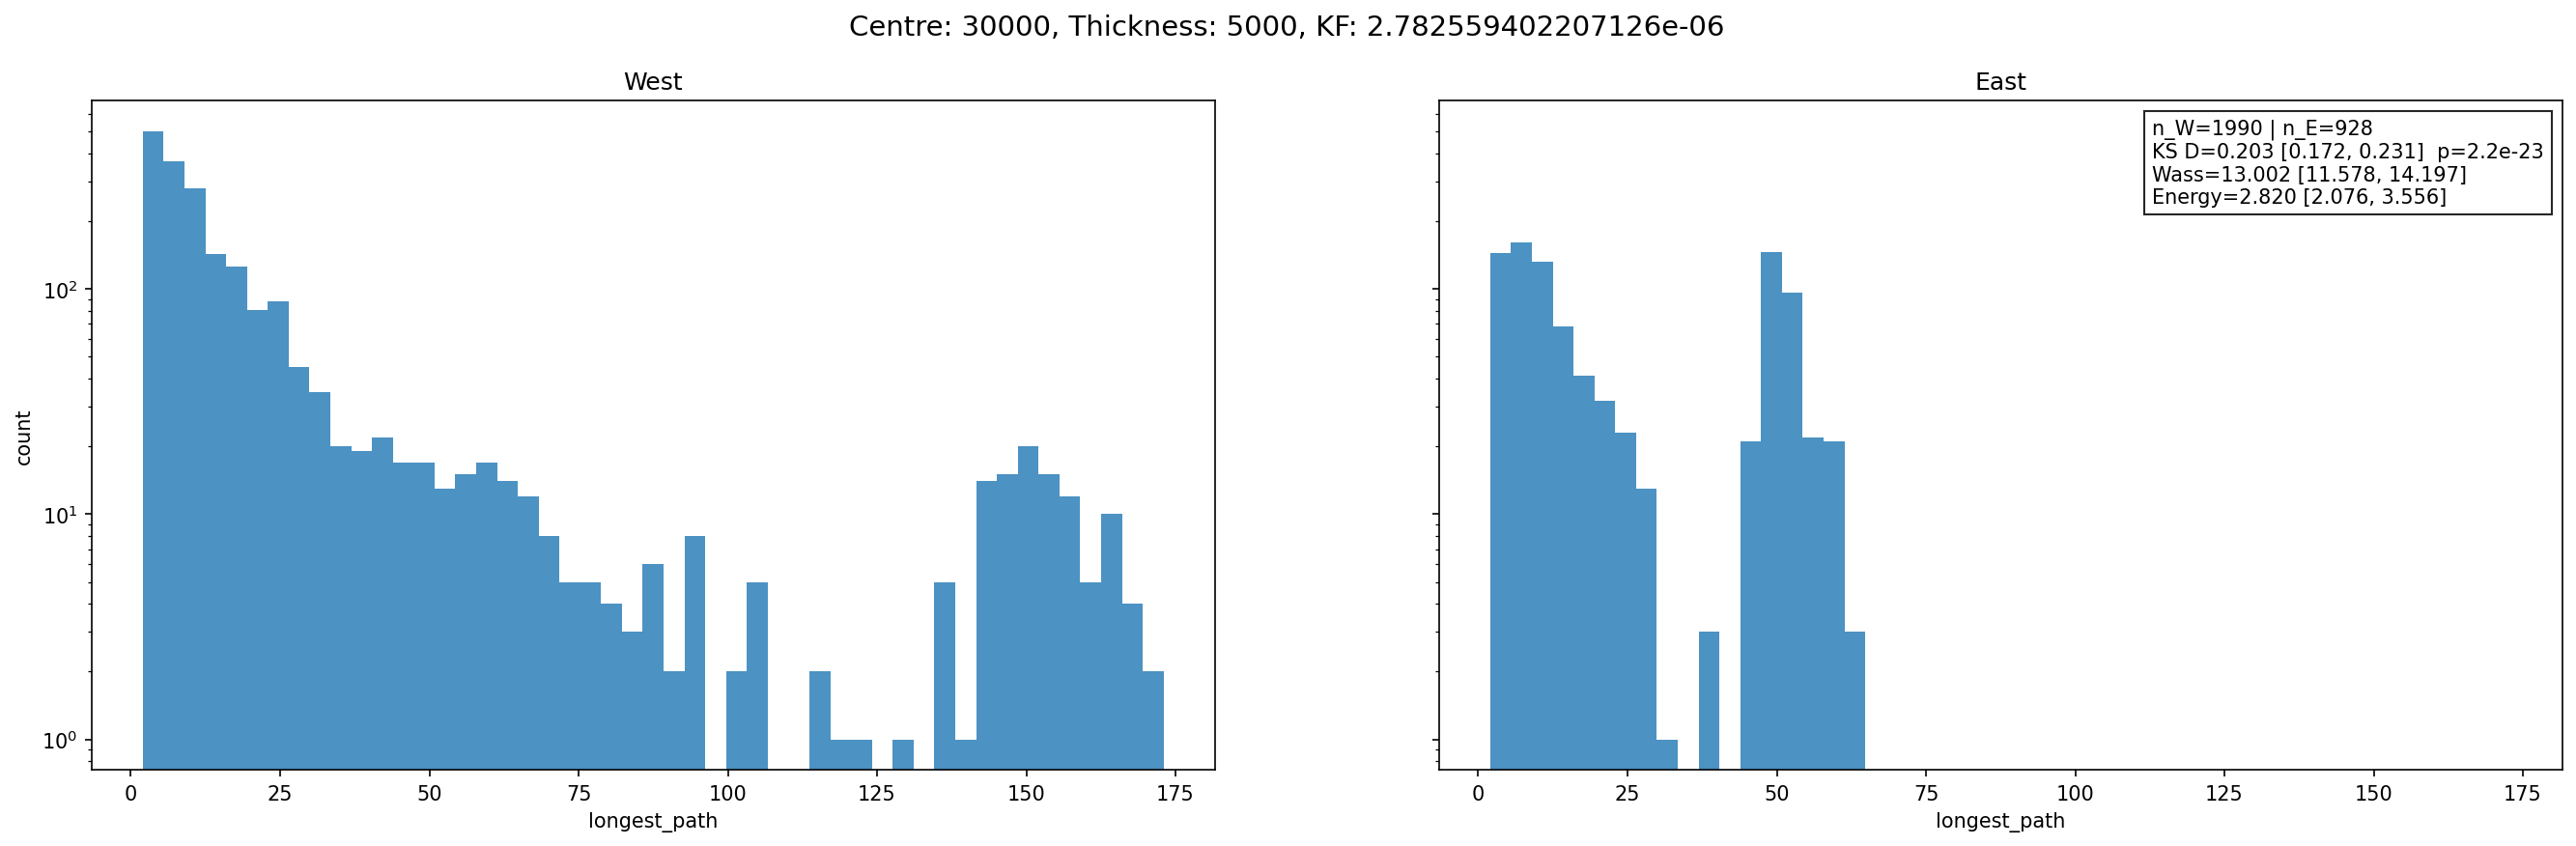 Centre: 30000, Thickness: 5000, KF: 2.782559402207126e-06
West
count
10²
10¹
10⁰
0 25 50 75 100 125 150 175
longest_path
East
n_W=1990 | n_E=928
KS D=0.203 [0.172, 0.231]  p=2.2e-23
Wass=13.002 [11.578, 14.197]
Energy=2.820 [2.076, 3.556]
0 25 50 75 100 125 150 175
longest_path